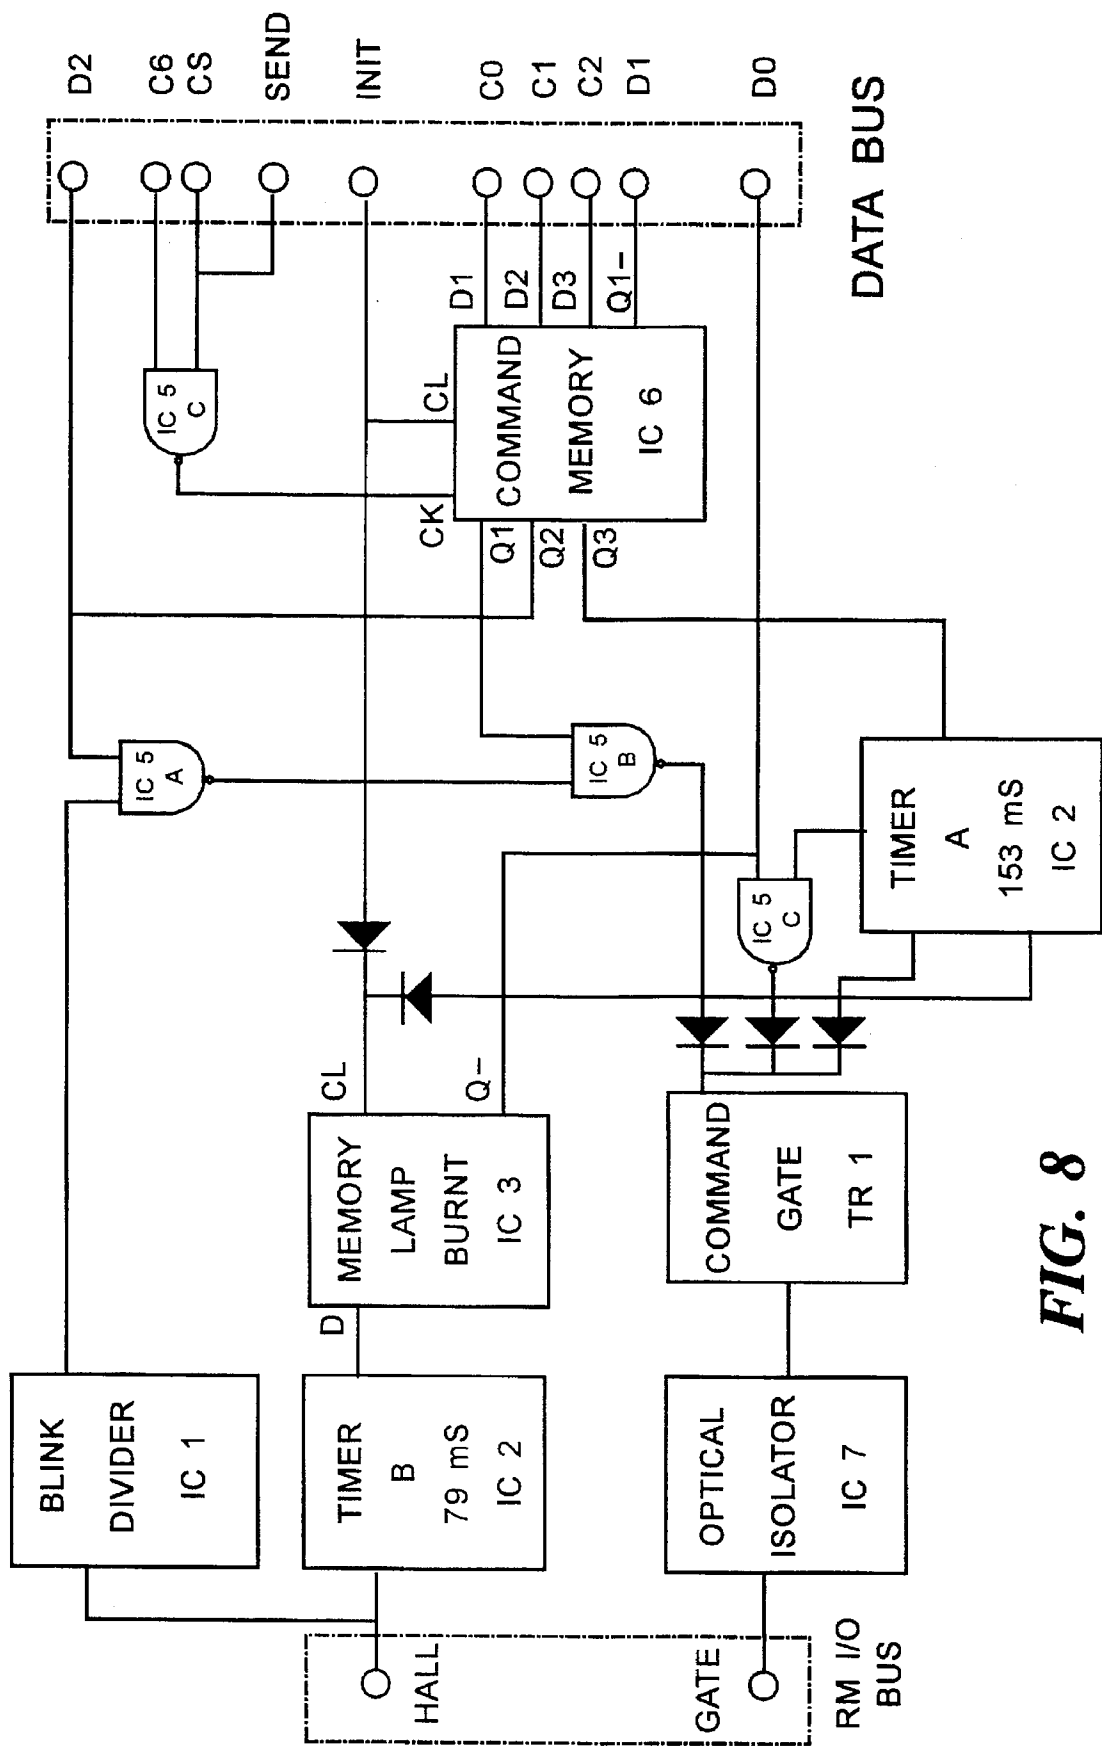 D2
C6
CS
SEND
INIT
C0
C1
C2
D1
D0
DATA BUS
IC 5
C
CL
CK
D1
D2
D3
Q1–
COMMAND
MEMORY
IC 6
Q1
Q2
Q3
IC 5
A
IC 5
B
IC 5
C
TIMER
A
153 mS
IC 2
CL
Q–
MEMORY
LAMP
BURNT
IC 3
D
COMMAND
GATE
TR 1
BLINK
DIVIDER
IC 1
TIMER
B
79 mS
IC 2
OPTICAL
ISOLATOR
IC 7
HALL
GATE
RM I/O
BUS
FIG. 8